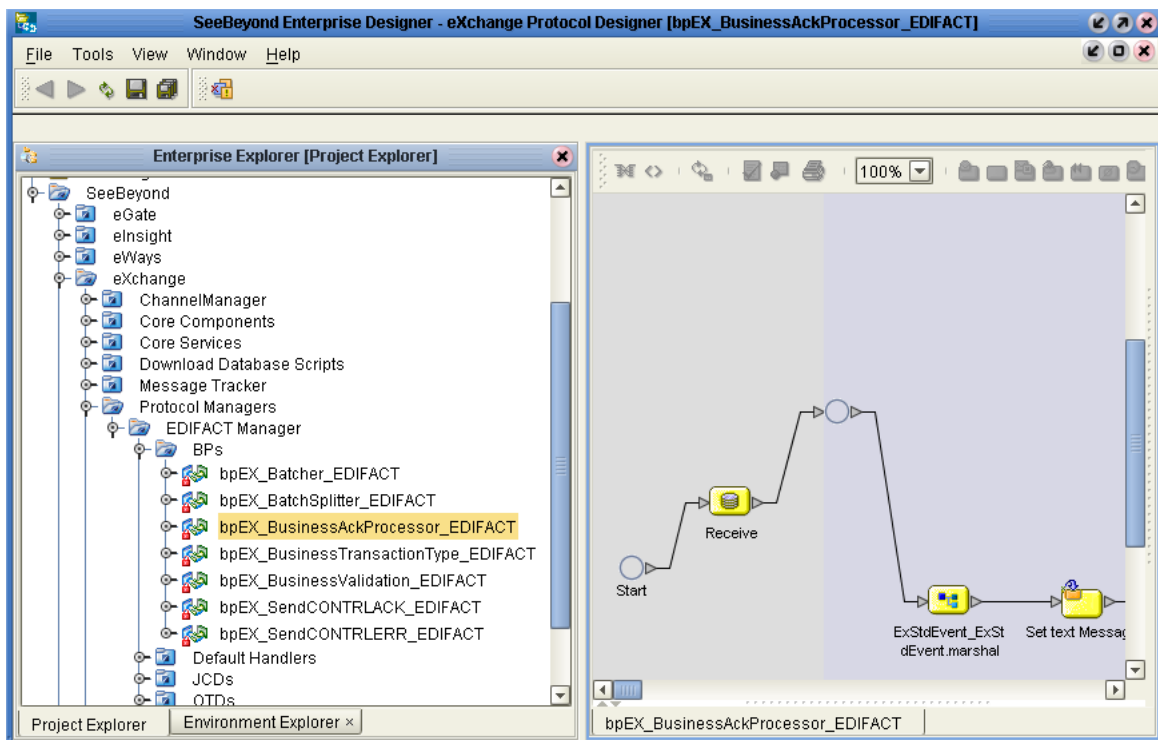 SeeBeyond Enterprise Designer - eXchange Protocol Designer [bpEX_BusinessAckProcessor_EDIFACT]
File Tools View Window Help
Enterprise Explorer [Project Explorer]
SeeBeyond
eGate
eInsight
eWays
eXchange
ChannelManager
Core Components
Core Services
Download Database Scripts
Message Tracker
Protocol Managers
EDIFACT Manager
BPs
bpEX_Batcher_EDIFACT
bpEX_BatchSplitter_EDIFACT
bpEX_BusinessAckProcessor_EDIFACT
bpEX_BusinessTransactionType_EDIFACT
bpEX_BusinessValidation_EDIFACT
bpEX_SendCONTRLACK_EDIFACT
bpEX_SendCONTRLERR_EDIFACT
Default Handlers
JCDs
OTDs
Project Explorer
Environment Explorer ×
100%
Receive
Start
ExStdEvent_ExSt
dEvent.marshal
Set text Messag
bpEX_BusinessAckProcessor_EDIFACT